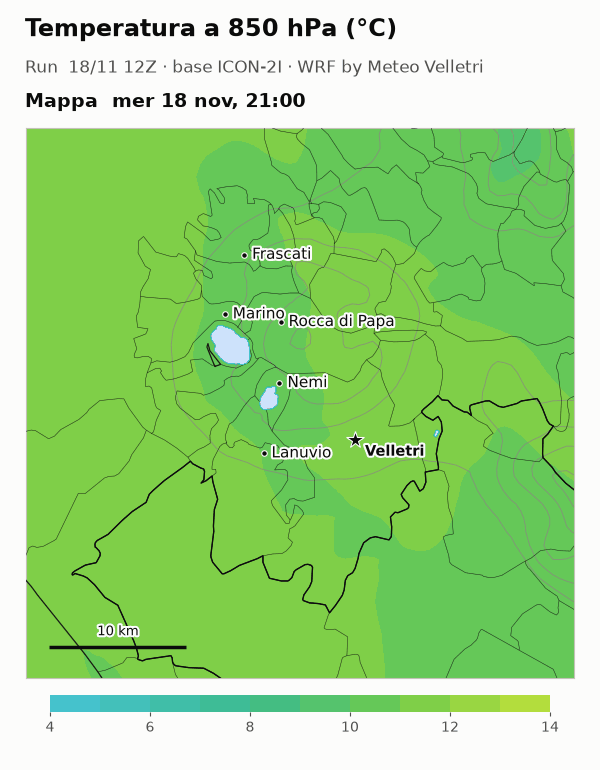 Temperatura a 850 hPa (°C)
Run  18/11 12Z · base ICON-2I · WRF by Meteo Velletri
Mappa  mer 18 nov, 21:00
Frascati
Marino
Rocca di Papa
Nemi
Velletri
Lanuvio
10 km
4 6 8 10 12 14